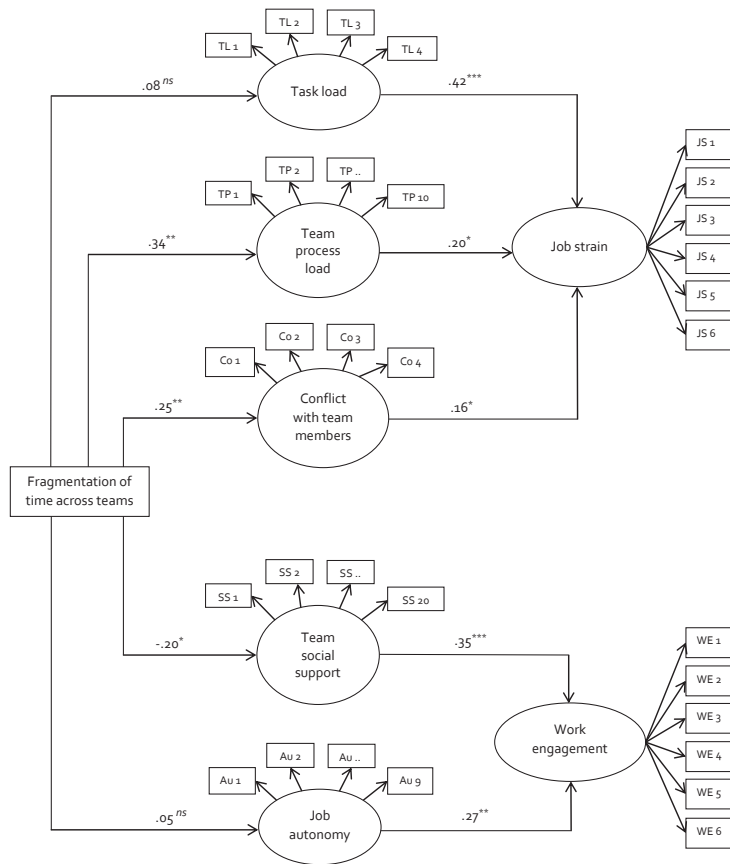 TL 1
TL 2
TL 3
TL 4
.08 ns
Task load
.42***
TP 1
TP 2
TP ..
TP 10
.34**
Team
process
load
.20*
Job strain
JS 1
JS 2
JS 3
JS 4
JS 5
JS 6
Co 1
Co 2
Co 3
Co 4
.25**
Conflict
with team
members
.16*
Fragmentation of
time across teams
SS 1
SS 2
SS ..
SS 20
-.20*
Team
social
support
.35***
Work
engagement
WE 1
WE 2
WE 3
WE 4
WE 5
WE 6
Au 1
Au 2
Au ..
Au 9
.05 ns
Job
autonomy
.27**